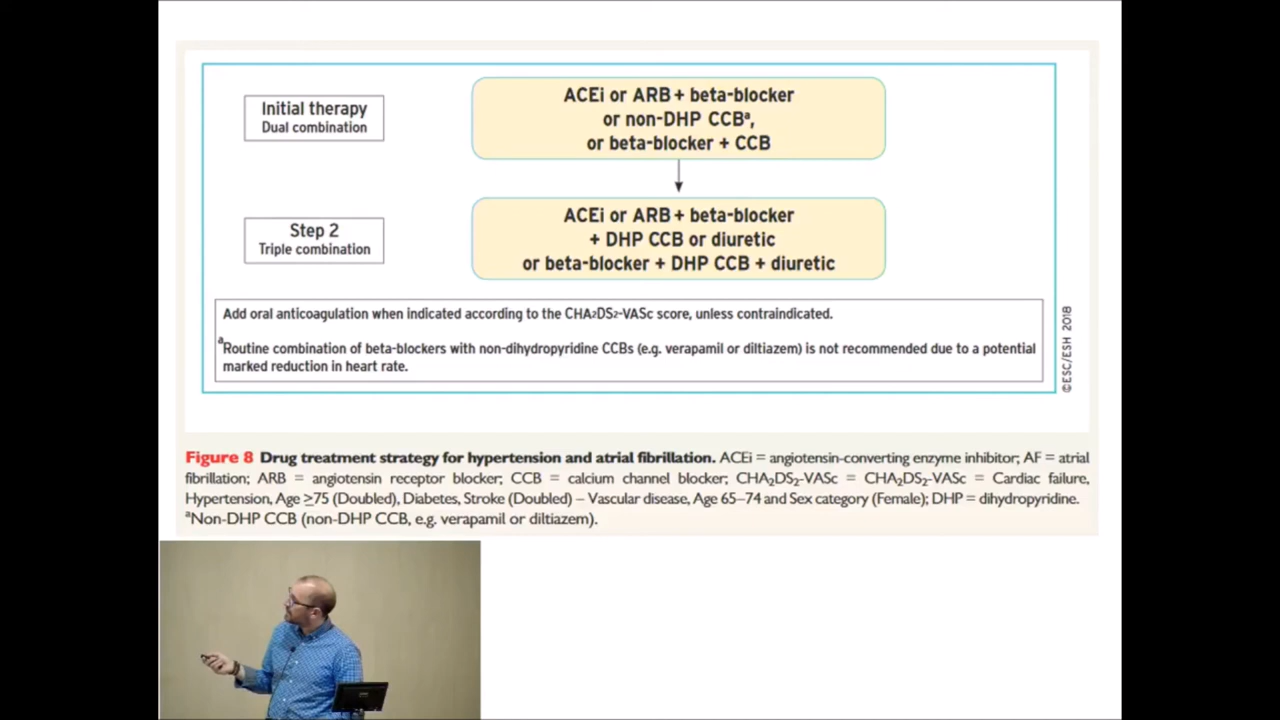 Initial therapy
Dual combination
ACEi or ARB + beta-blocker
or non-DHP CCBᵃ,
or beta-blocker + CCB
Step 2
Triple combination
ACEi or ARB + beta-blocker
+ DHP CCB or diuretic
or beta-blocker + DHP CCB + diuretic
Add oral anticoagulation when indicated according to the CHA₂DS₂-VASc score, unless contraindicated.
ᵃRoutine combination of beta-blockers with non-dihydropyridine CCBs (e.g. verapamil or diltiazem) is not recommended due to a potential
marked reduction in heart rate.
©ESC/ESH 2018
Figure 8 Drug treatment strategy for hypertension and atrial fibrillation. ACEi = angiotensin-converting enzyme inhibitor; AF = atrial
fibrillation; ARB = angiotensin receptor blocker; CCB = calcium channel blocker; CHA₂DS₂-VASc = CHA₂DS₂-VASc = Cardiac failure,
Hypertension, Age ≥75 (Doubled), Diabetes, Stroke (Doubled) – Vascular disease, Age 65–74 and Sex category (Female); DHP = dihydropyridine.
ᵃNon-DHP CCB (non-DHP CCB, e.g. verapamil or diltiazem).